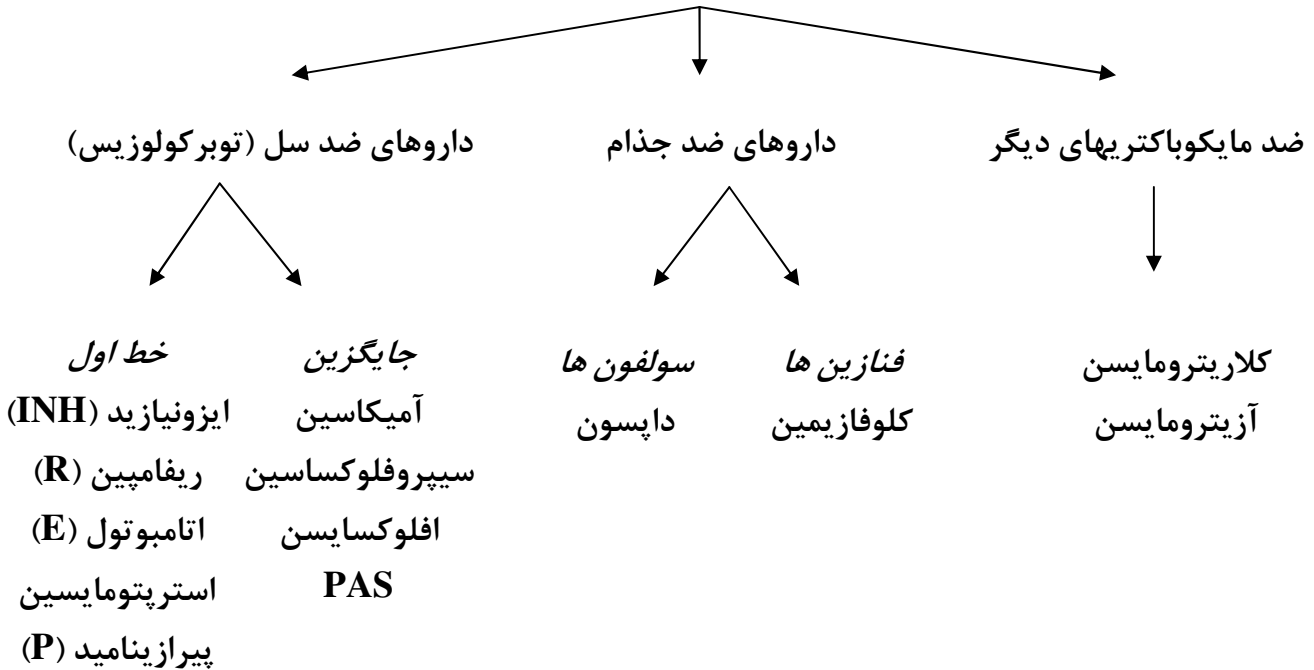 ضد مایکوباکتریهای دیگر
داروهای ضد جذام
داروهای ضد سل (توبرکولوزیس)
کلاریترومایسن
آزیترومایسن
فنازین ها
کلوفازیمین
سولفون ها
داپسون
جایگزین
آمیکاسین
سیپروفلوکساسین
افلوکسایسن
PAS
خط اول
ایزونیازید (INH)
ریفامپین (R)
اتامبوتول (E)
استرپتومایسین
پیرازینامید (P)